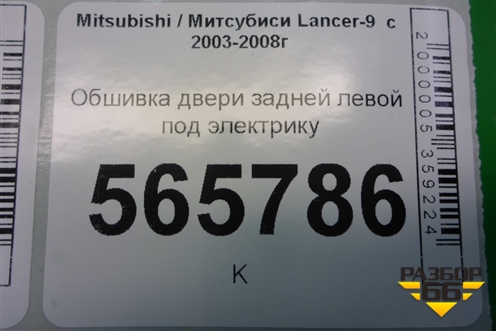 Mitsubishi / Митсубиси Lancer-9 с
2003-2008г
Обшивка двери задней левой
под электрику
565786
К
2000005359224
РАЗБОР
66